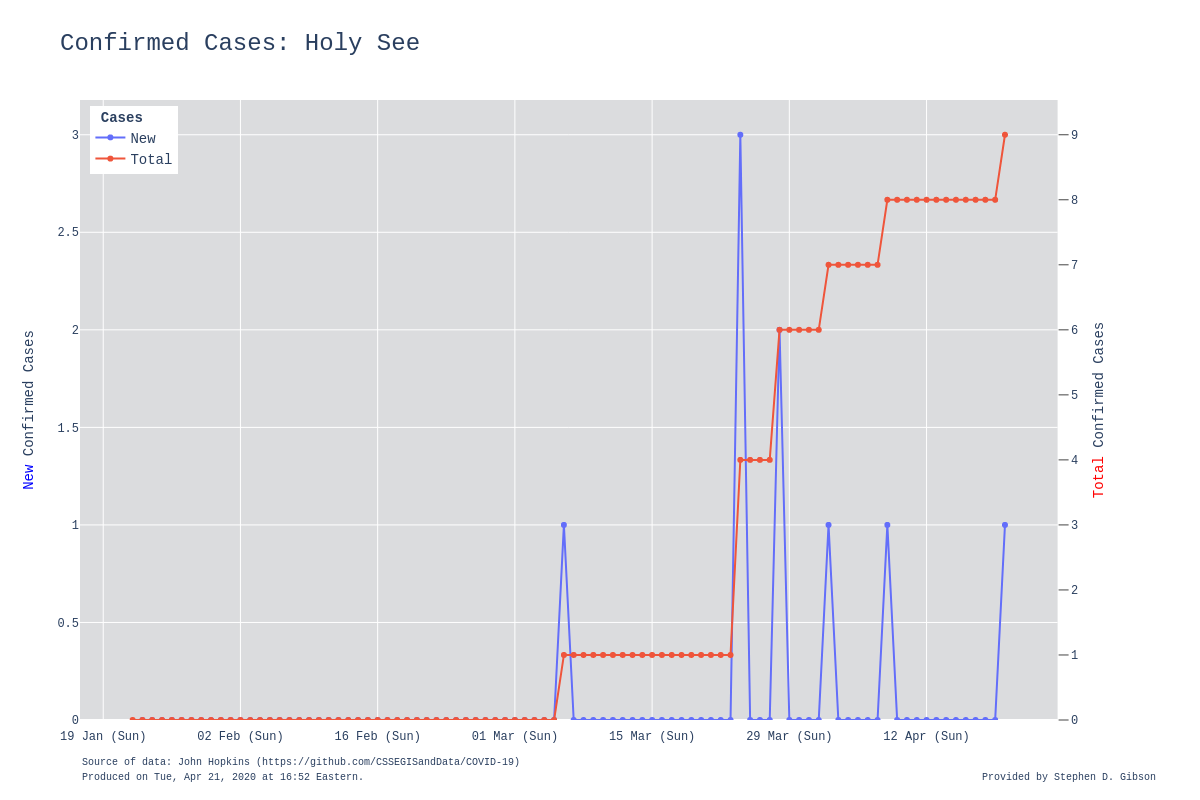 Confirmed Cases: Holy See
Cases
New
Total
3
2.5
2
1.5
1
0.5
0
New Confirmed Cases
9
8
7
6
5
4
3
2
1
0
Total Confirmed Cases
19 Jan (Sun) 02 Feb (Sun) 16 Feb (Sun) 01 Mar (Sun) 15 Mar (Sun) 29 Mar (Sun) 12 Apr (Sun)
Source of data: John Hopkins (https://github.com/CSSEGISandData/COVID-19)
Produced on Tue, Apr 21, 2020 at 16:52 Eastern.
Provided by Stephen D. Gibson